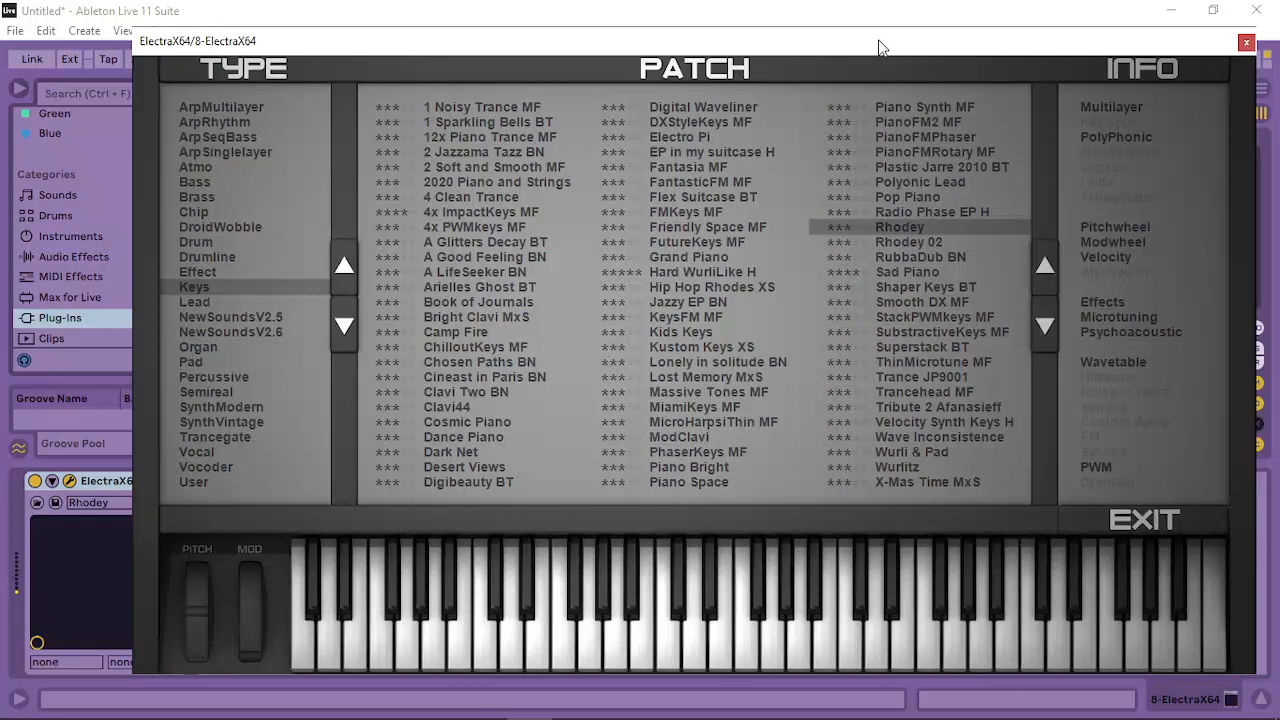 Live Untitled* - Ableton Live 11 Suite
File Edit Create View
ElectraX64/8-ElectraX64
Link Ext Tap
Search (Ctrl + F)
Green
Blue
Categories
Sounds
Drums
Instruments
Audio Effects
MIDI Effects
Max for Live
Plug-Ins
Clips
Groove Name
Groove Pool
ElectraX6
Rhodey
none
TYPE
ArpMultilayer
ArpRhythm
ArpSeqBass
ArpSinglelayer
Atmo
Bass
Brass
Chip
DroidWobble
Drum
Drumline
Effect
Keys
Lead
NewSoundsV2.5
NewSoundsV2.6
Organ
Pad
Percussive
Semireal
SynthModern
SynthVintage
Trancegate
Vocal
Vocoder
User
PATCH
*** 1 Noisy Trance MF
*** 1 Sparkling Bells BT
*** 12x Piano Trance MF
*** 2 Jazzama Tazz BN
*** 2 Soft and Smooth MF
*** 2020 Piano and Strings
*** 4 Clean Trance
**** 4x ImpactKeys MF
*** 4x PWMkeys MF
*** A Glitters Decay BT
*** A Good Feeling BN
*** A LifeSeeker BN
*** Arielles Ghost BT
*** Book of Journals
*** Bright Clavi MxS
*** Camp Fire
*** ChilloutKeys MF
*** Chosen Paths BN
*** Cineast in Paris BN
*** Clavi Two BN
*** Clavi44
*** Cosmic Piano
*** Dance Piano
*** Dark Net
*** Desert Views
*** Digibeauty BT
*** Digital Waveliner
*** DXStyleKeys MF
*** Electro Pi
*** EP in my suitcase H
*** Fantasia MF
*** FantasticFM MF
*** Flex Suitcase BT
*** FMKeys MF
*** Friendly Space MF
*** FutureKeys MF
*** Grand Piano
***** Hard WurliLike H
*** Hip Hop Rhodes XS
*** Jazzy EP BN
*** KeysFM MF
*** Kids Keys
*** Kustom Keys XS
*** Lonely in solitude BN
*** Lost Memory MxS
*** Massive Tones MF
*** MiamiKeys MF
*** MicroHarpsiThin MF
*** ModClavi
*** PhaserKeys MF
*** Piano Bright
*** Piano Space
*** Piano Synth MF
*** PianoFM2 MF
*** PianoFMPhaser
*** PianoFMRotary MF
*** Plastic Jarre 2010 BT
*** Polyonic Lead
*** Pop Piano
*** Radio Phase EP H
*** Rhodey
*** Rhodey 02
*** RubbaDub BN
**** Sad Piano
*** Shaper Keys BT
*** Smooth DX MF
*** StackPWMkeys MF
*** SubstractiveKeys MF
*** Superstack BT
*** ThinMicrotune MF
*** Trance JP9001
*** Trancehead MF
*** Tribute 2 Afanasieff
*** Velocity Synth Keys H
*** Wave Inconsistence
*** Wurli & Pad
*** Wurlitz
*** X-Mas Time MxS
INFO
Multilayer
PolyPhonic
Pitchwheel
Modwheel
Velocity
Effects
Microtuning
Psychoacoustic
Wavetable
PWM
EXIT
PITCH MOD
8-ElectraX64